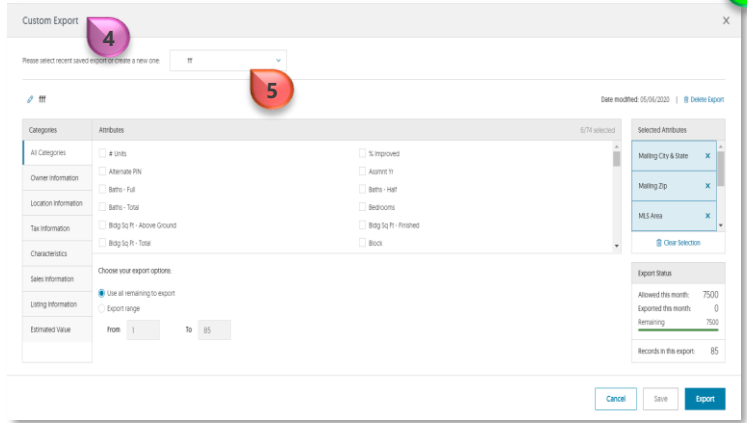 Custom Export X
4
Please select recent saved export or create a new one: fff
5
fff Date modified: 05/06/2020 | Delete Export
Categories Attributes 6/74 selected Selected Attributes
All Categories # Units % Improved Mailing City & State x
Owner Information Alternate PIN Assmnt Yr
Baths - Full Baths - Half Mailing Zip x
Location Information Baths - Total Bedrooms
Tax Information Bldg Sq Ft - Above Ground Bldg Sq Ft - Finished MLS Area x
Characteristics Bldg Sq Ft - Total Block Clear Selection
Sales Information Choose your export options: Export Status
Listing Information Use all remaining to export Allowed this month: 7500
Export range Exported this month: 0
Estimated Value From 1 To 85 Remaining 7500
Records in this export: 85
Cancel Save Export